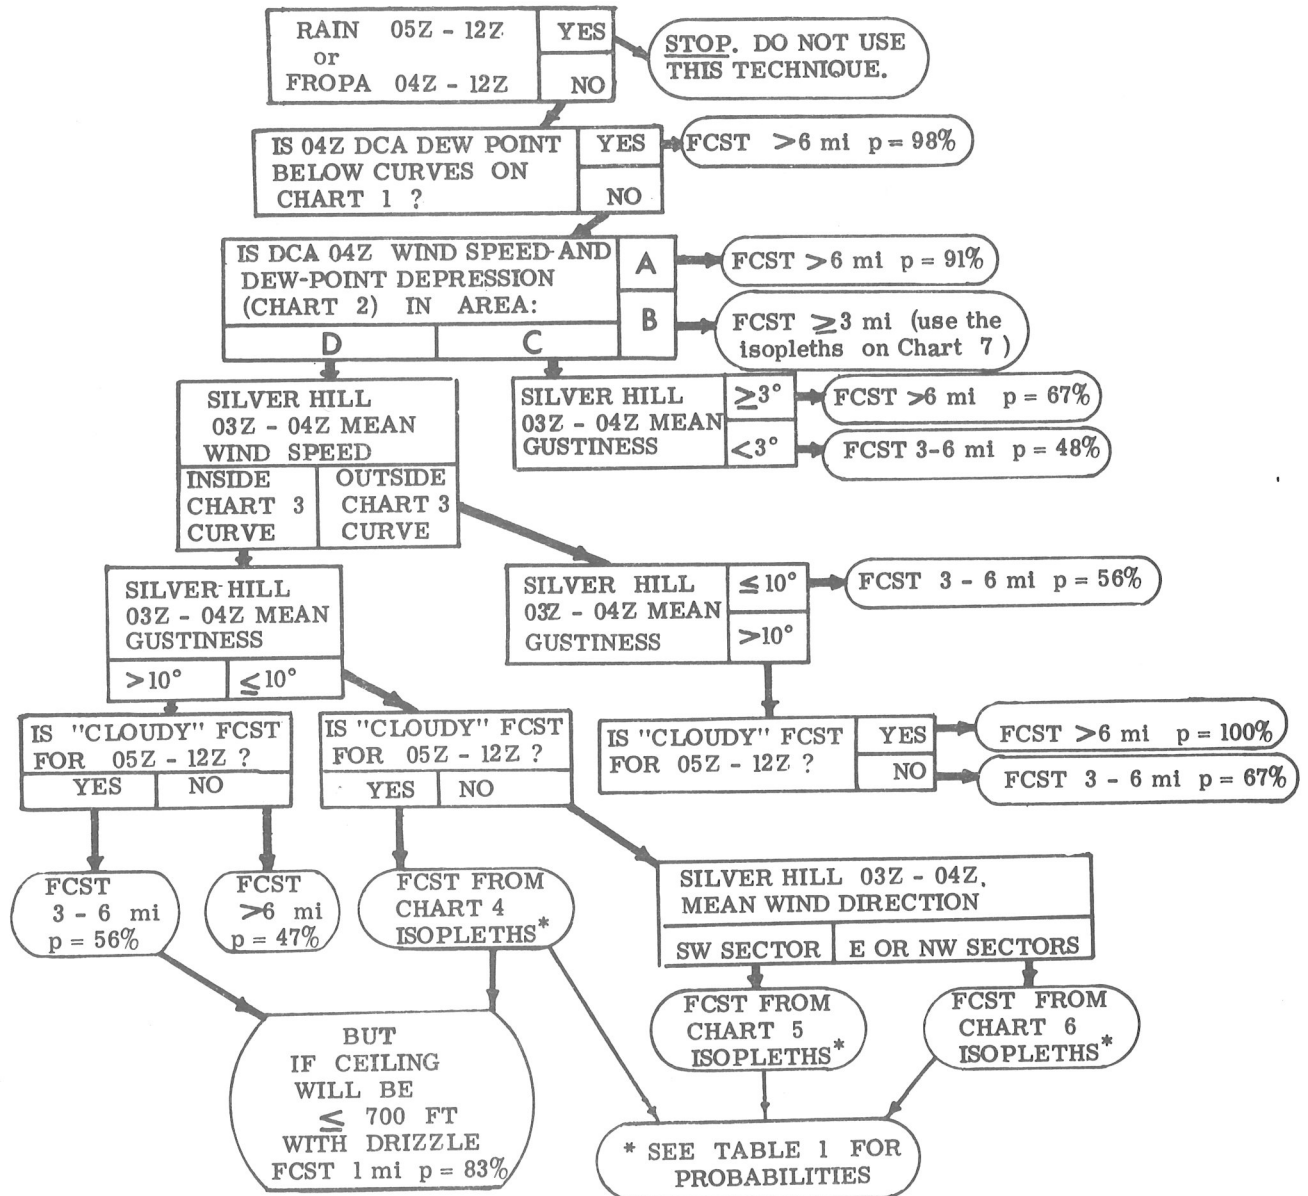 RAIN 05Z - 12Z
or
FROPA 04Z - 12Z
YES
NO
STOP. DO NOT USE
THIS TECHNIQUE.
IS 04Z DCA DEW POINT
BELOW CURVES ON
CHART 1 ?
YES
NO
FCST >6 mi p = 98%
IS DCA 04Z WIND SPEED AND
DEW-POINT DEPRESSION
(CHART 2) IN AREA:
A
B
D
C
FCST >6 mi p = 91%
FCST ≥3 mi (use the
isopleths on Chart 7 )
SILVER HILL
03Z - 04Z MEAN
WIND SPEED
INSIDE
CHART 3
CURVE
OUTSIDE
CHART 3
CURVE
SILVER HILL
03Z - 04Z MEAN
GUSTINESS
≥3°
<3°
FCST >6 mi p = 67%
FCST 3-6 mi p = 48%
SILVER HILL
03Z - 04Z MEAN
GUSTINESS
>10°
≤10°
SILVER HILL
03Z - 04Z MEAN
GUSTINESS
≤10°
>10°
FCST 3 - 6 mi p = 56%
IS "CLOUDY" FCST
FOR 05Z - 12Z ?
YES
NO
IS "CLOUDY" FCST
FOR 05Z - 12Z ?
YES
NO
IS "CLOUDY" FCST
FOR 05Z - 12Z ?
YES
NO
FCST >6 mi p = 100%
FCST 3 - 6 mi p = 67%
FCST
3 - 6 mi
p = 56%
FCST
>6 mi
p = 47%
FCST FROM
CHART 4
ISOPLETHS*
SILVER HILL 03Z - 04Z,
MEAN WIND DIRECTION
SW SECTOR
E OR NW SECTORS
FCST FROM
CHART 5
ISOPLETHS*
FCST FROM
CHART 6
ISOPLETHS*
BUT
IF CEILING
WILL BE
≤ 700 FT
WITH DRIZZLE
FCST 1 mi p = 83%
* SEE TABLE 1 FOR
PROBABILITIES